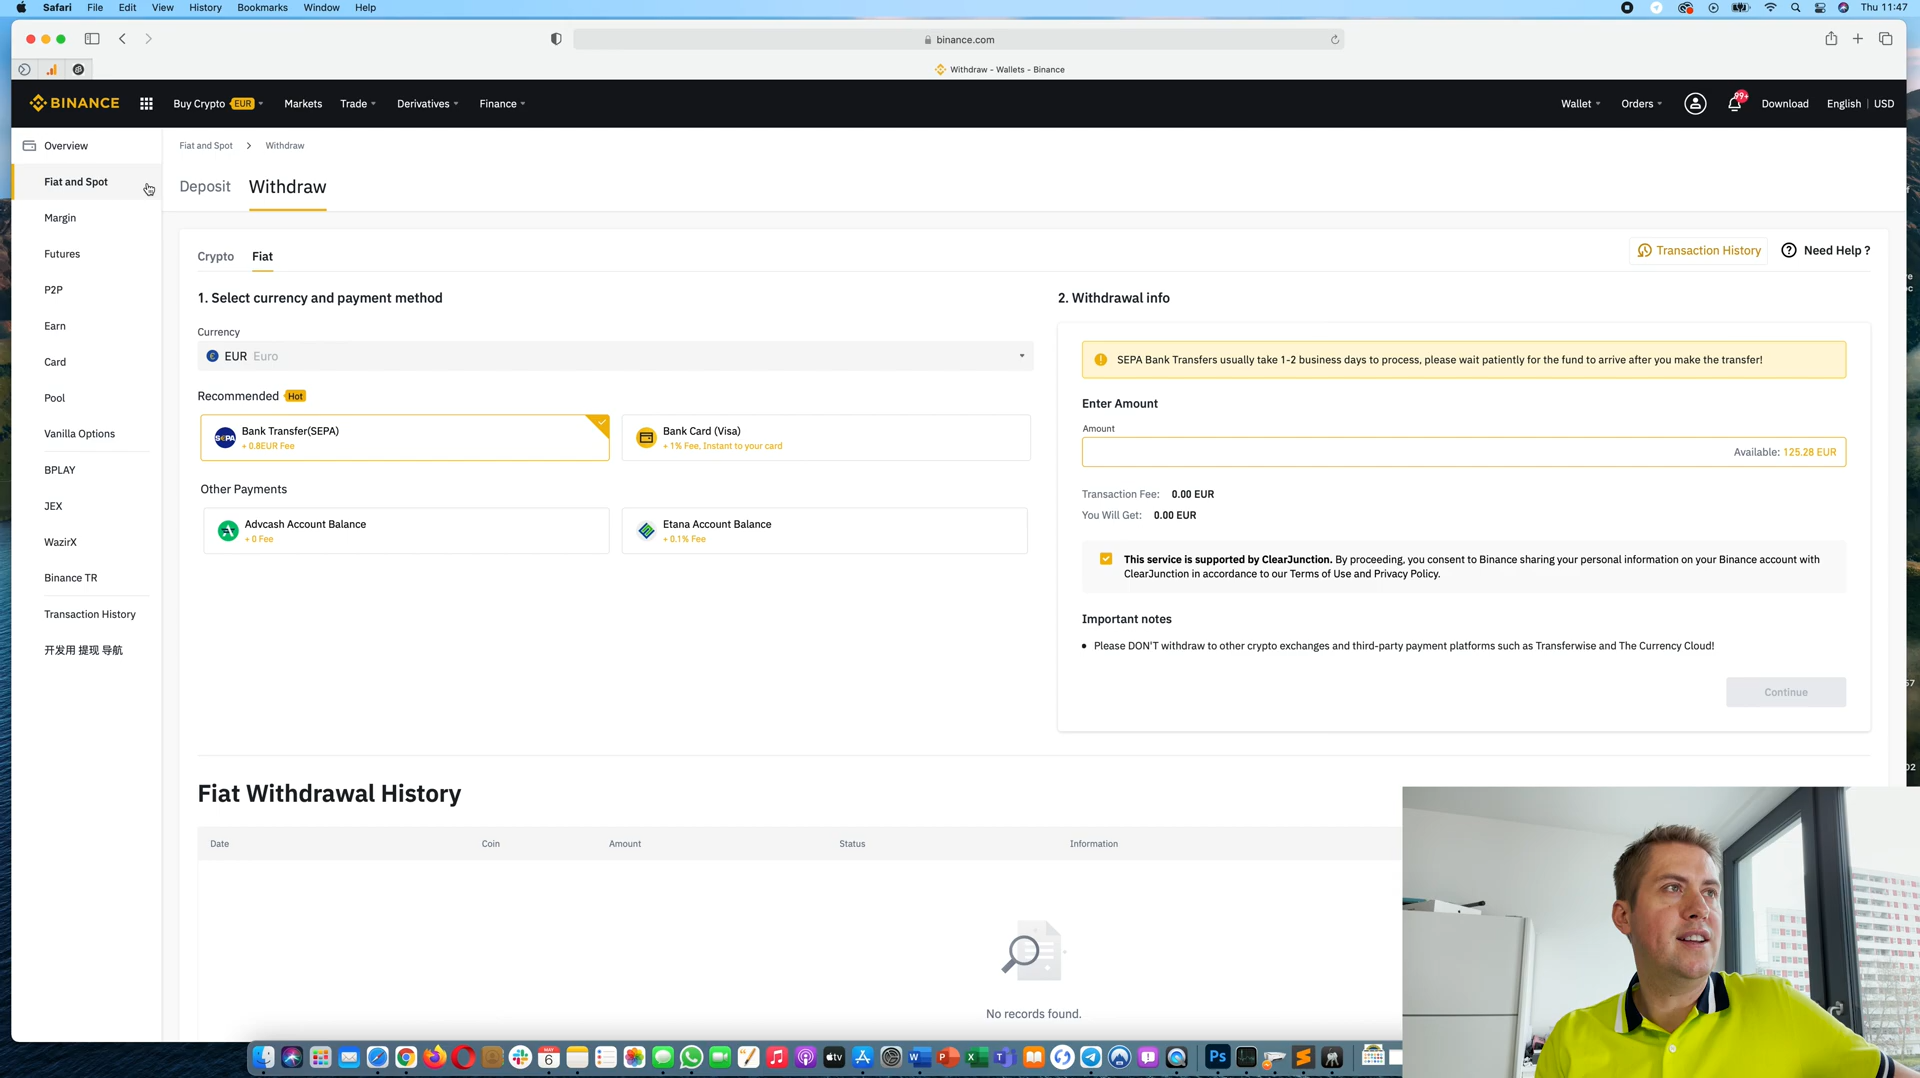 Safari File Edit View History Bookmarks Window Help
Thu 11:47
binance.com
Withdraw - Wallets - Binance
BINANCE Buy Crypto EUR Markets Trade Derivatives Finance
Wallet Orders 99+ Download English | USD
Overview
Fiat and Spot
Margin
Futures
P2P
Earn
Card
Pool
Vanilla Options
BPLAY
JEX
WazirX
Binance TR
Transaction History
开发用 提现 导航
Fiat and Spot > Withdraw
Deposit Withdraw
Crypto Fiat
Transaction History
Need Help ?
1. Select currency and payment method
Currency
EUR Euro
Recommended Hot
SEPA
Bank Transfer(SEPA)
+ 0.8EUR Fee
Bank Card (Visa)
+ 1% Fee, Instant to your card
Other Payments
Advcash Account Balance
+ 0 Fee
Etana Account Balance
+ 0.1% Fee
2. Withdrawal info
SEPA Bank Transfers usually take 1-2 business days to process, please wait patiently for the fund to arrive after you make the transfer!
Enter Amount
Amount
Available: 125.28 EUR
Transaction Fee: 0.00 EUR
You Will Get: 0.00 EUR
This service is supported by ClearJunction. By proceeding, you consent to Binance sharing your personal information on your Binance account with
ClearJunction in accordance to our Terms of Use and Privacy Policy.
Important notes
• Please DON'T withdraw to other crypto exchanges and third-party payment platforms such as Transferwise and The Currency Cloud!
Continue
Fiat Withdrawal History
Date Coin Amount Status Information
No records found.
MAY
6
tv
Ps